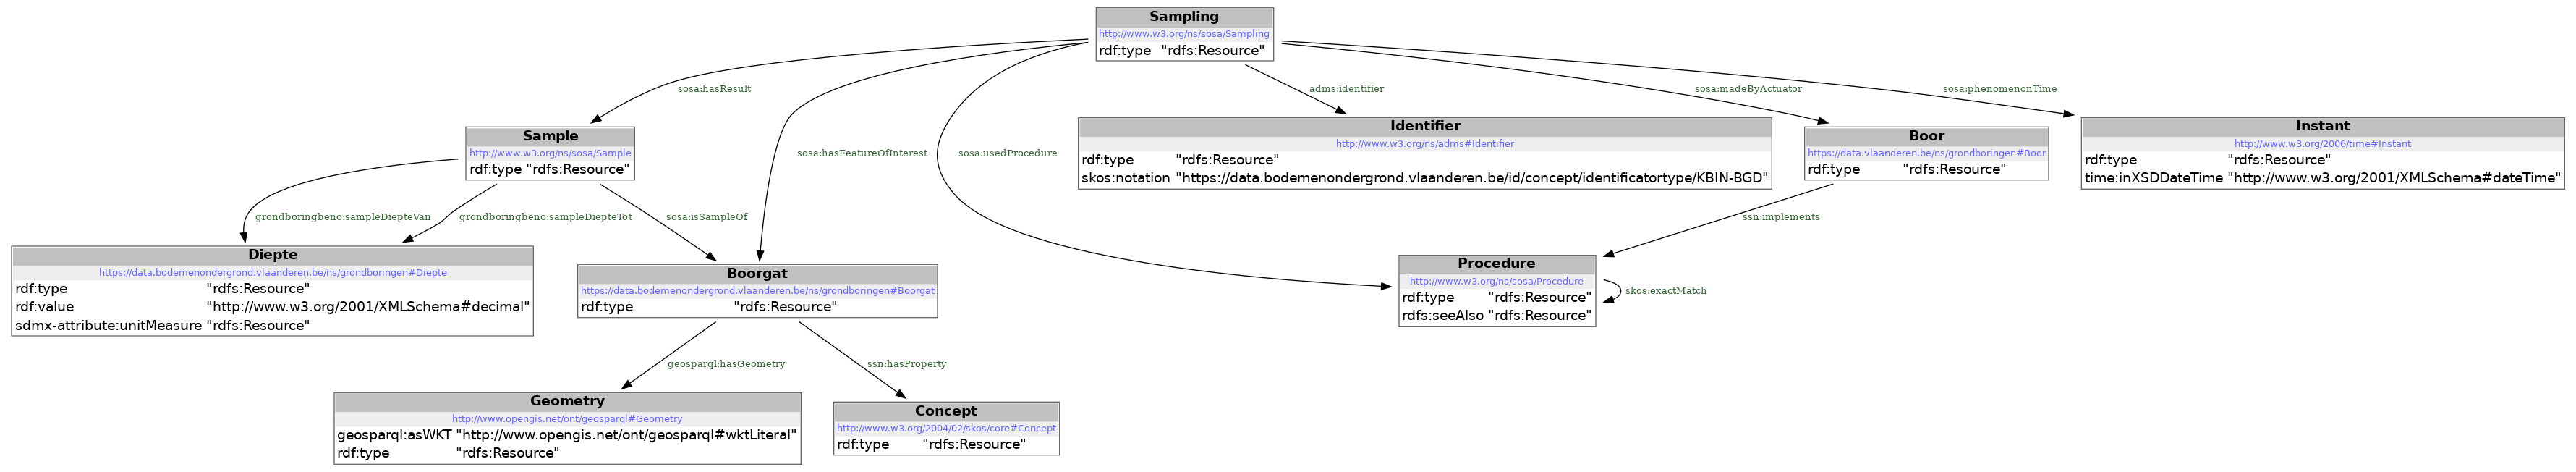 Sampling
http://www.w3.org/ns/sosa/Sampling
rdf:type "rdfs:Resource"
sosa:hasResult
adms:identifier
sosa:madeByActuator
sosa:phenomenonTime
Sample
http://www.w3.org/ns/sosa/Sample
rdf:type "rdfs:Resource"
sosa:hasFeatureOfInterest
sosa:usedProcedure
Identifier
http://www.w3.org/ns/adms#Identifier
rdf:type "rdfs:Resource"
skos:notation "https://data.bodemenondergrond.vlaanderen.be/id/concept/identificatortype/KBIN-BGD"
Boor
https://data.vlaanderen.be/ns/grondboringen#Boor
rdf:type "rdfs:Resource"
Instant
http://www.w3.org/2006/time#Instant
rdf:type "rdfs:Resource"
time:inXSDDateTime "http://www.w3.org/2001/XMLSchema#dateTime"
grondboringbeno:sampleDiepteVan
grondboringbeno:sampleDiepteTot
sosa:isSampleOf
ssn:implements
Diepte
https://data.bodemenondergrond.vlaanderen.be/ns/grondboringen#Diepte
rdf:type "rdfs:Resource"
rdf:value "http://www.w3.org/2001/XMLSchema#decimal"
sdmx-attribute:unitMeasure "rdfs:Resource"
Boorgat
https://data.bodemenondergrond.vlaanderen.be/ns/grondboringen#Boorgat
rdf:type "rdfs:Resource"
Procedure
http://www.w3.org/ns/sosa/Procedure
rdf:type "rdfs:Resource"
rdfs:seeAlso "rdfs:Resource"
skos:exactMatch
geosparql:hasGeometry
ssn:hasProperty
Geometry
http://www.opengis.net/ont/geosparql#Geometry
geosparql:asWKT "http://www.opengis.net/ont/geosparql#wktLiteral"
rdf:type "rdfs:Resource"
Concept
http://www.w3.org/2004/02/skos/core#Concept
rdf:type "rdfs:Resource"